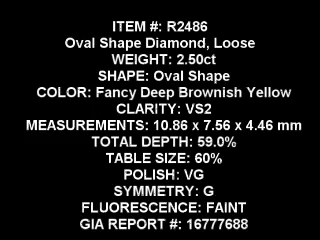 ITEM #: R2486
Oval Shape Diamond, Loose
WEIGHT: 2.50ct
SHAPE: Oval Shape
COLOR: Fancy Deep Brownish Yellow
CLARITY: VS2
MEASUREMENTS: 10.86 x 7.56 x 4.46 mm
TOTAL DEPTH: 59.0%
TABLE SIZE: 60%
POLISH: VG
SYMMETRY: G
FLUORESCENCE: FAINT
GIA REPORT #: 16777688